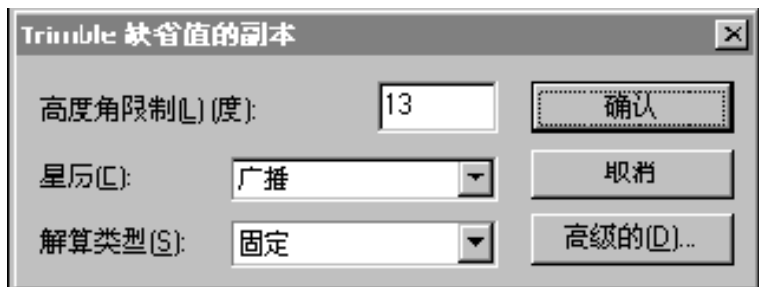 Trimble 缺省值的副本
高度角限制(L) (度): 13 确认
星历(E): 广播 取消
解算类型(S): 固定 高级的(D)...